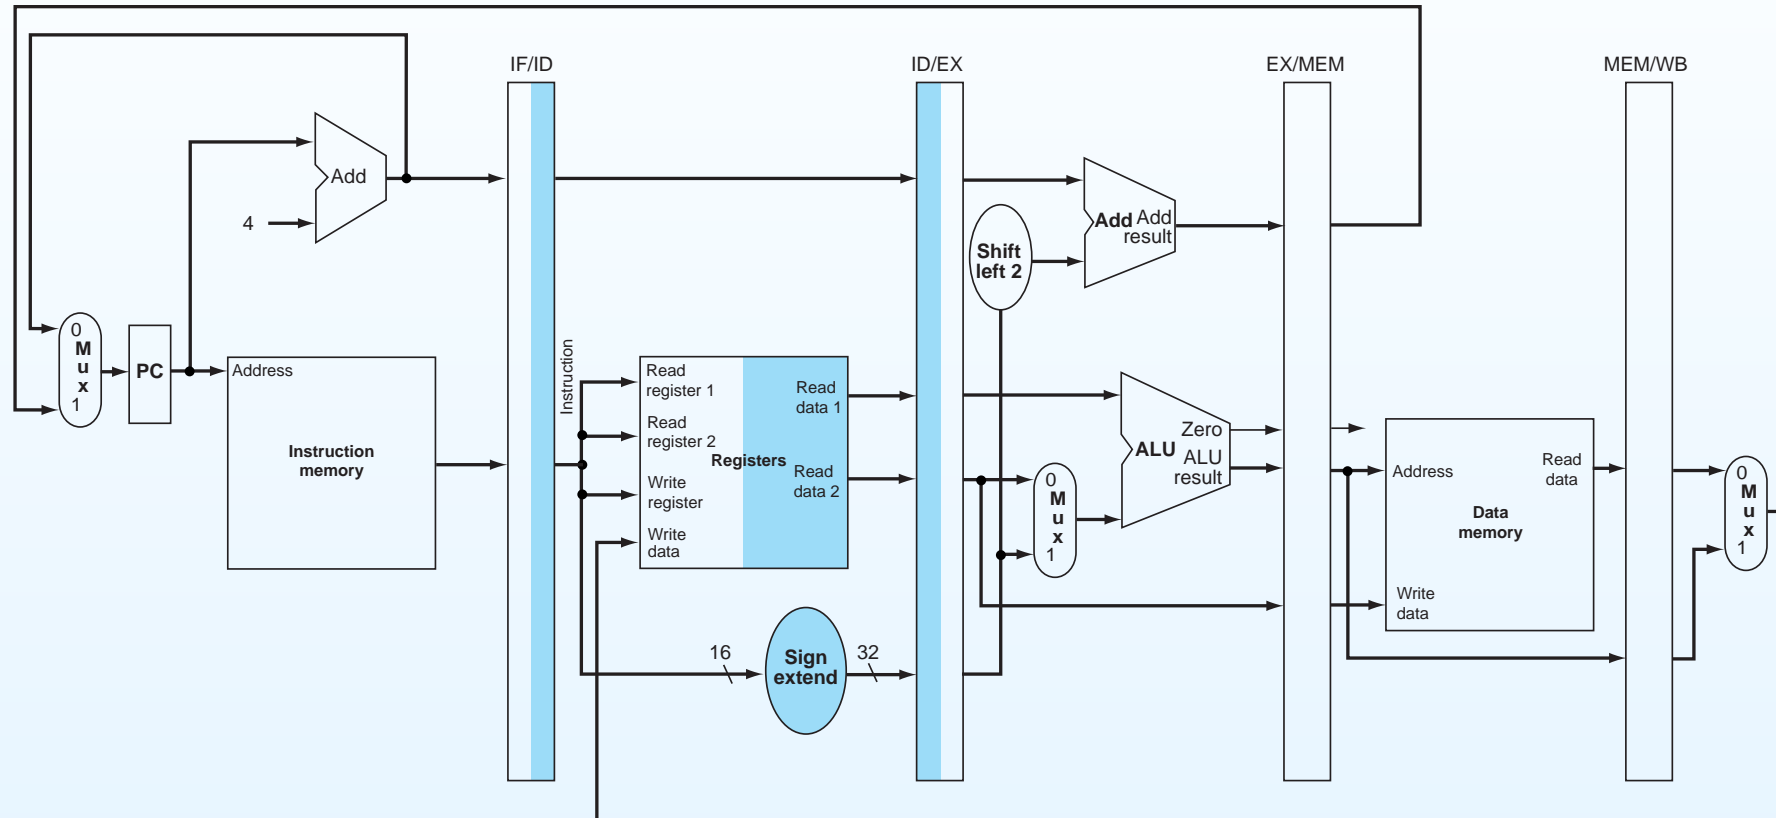 IF/ID
ID/EX
EX/MEM
MEM/WB
Add
4
Add Add
result
Shift
left 2
0
M
u
x
1
PC
Address
Instruction
memory
Instruction
Read
register 1
Read
register 2
Write
register
Write
data
Registers
Read
data 1
Read
data 2
16
Sign
extend
32
0
M
u
x
1
ALU
Zero
ALU
result
Address
Write
data
Data
memory
Read
data
0
M
u
x
1